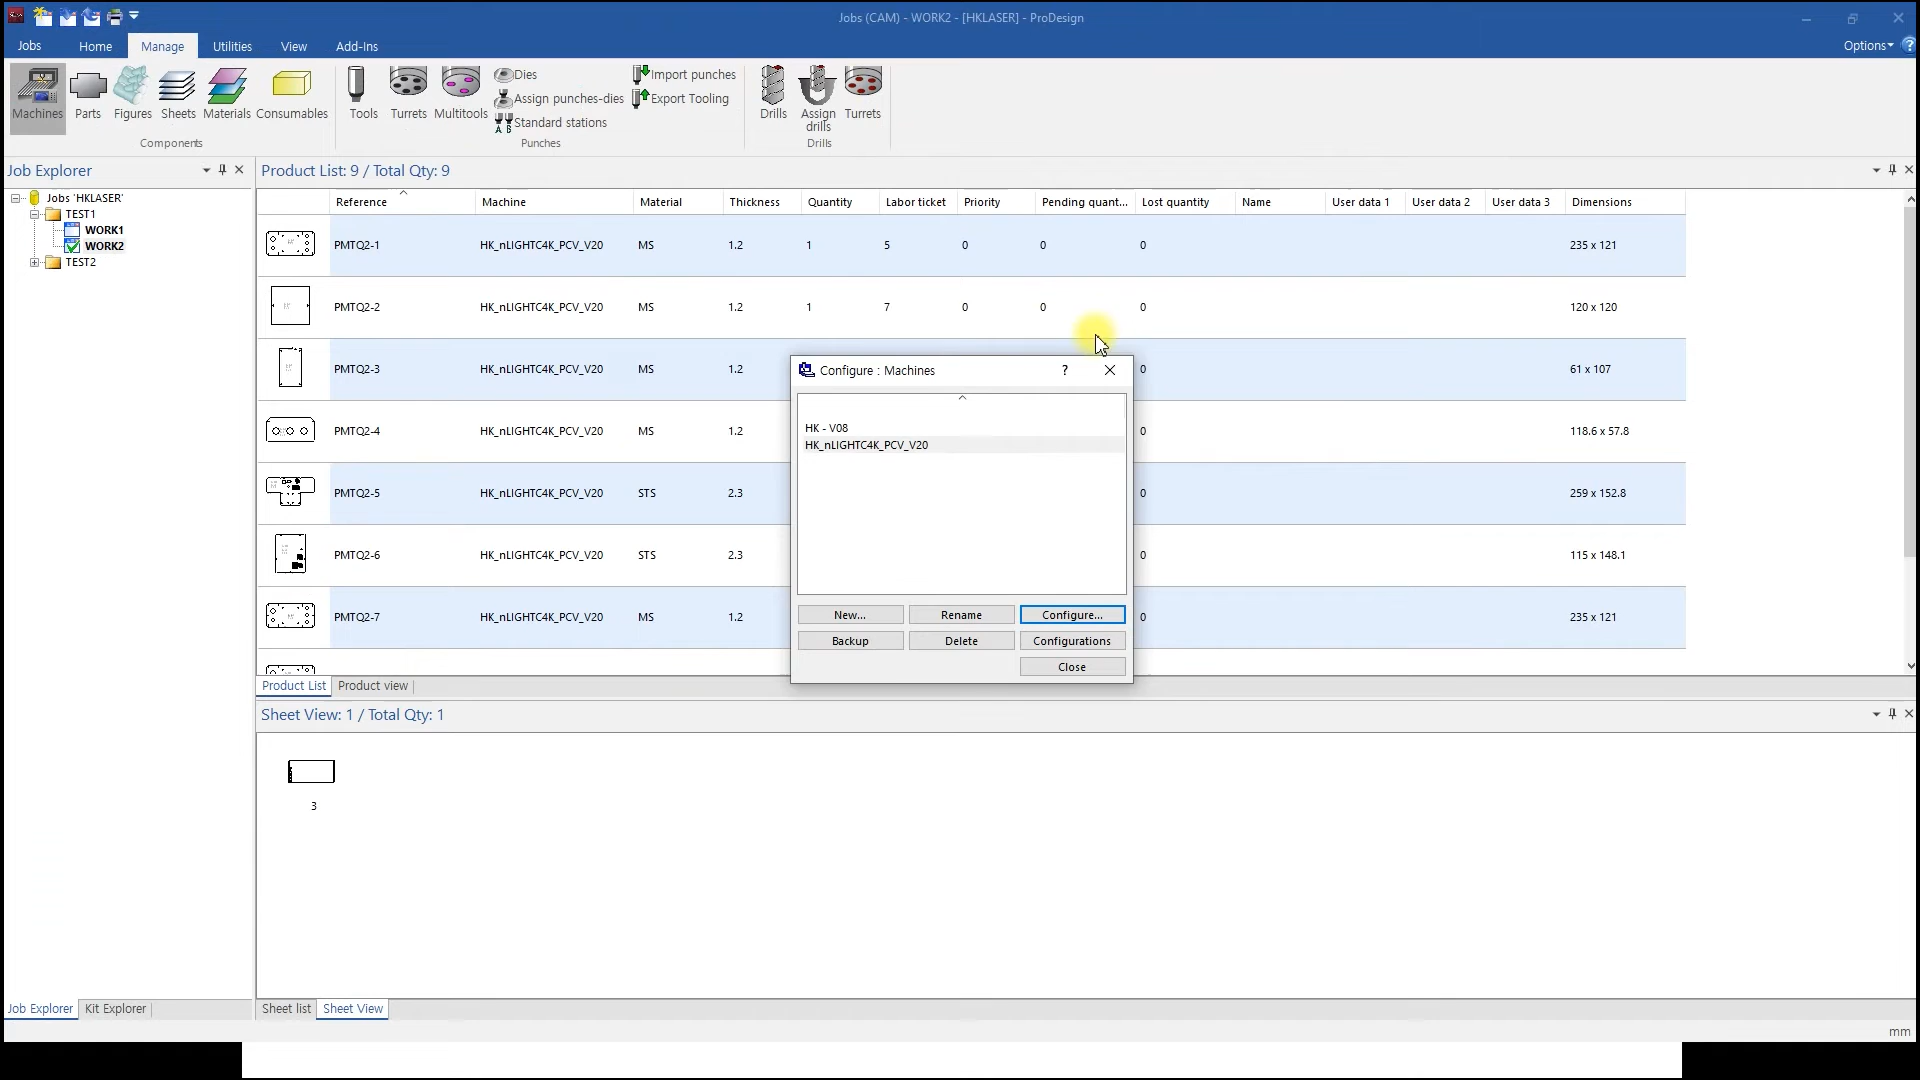 Jobs (CAM) - WORK2 - [HKLASER] - ProDesign
Jobs Home Manage Utilities View Add-Ins Options ?
Machines Parts Figures Sheets Materials Consumables
Components
Tools Turrets Multitools
Dies
Assign punches-dies
Standard stations
Import punches
Export Tooling
Punches
Drills Assign drills Turrets
Drills
Job Explorer
Jobs 'HKLASER'
TEST1
WORK1
WORK2
TEST2
Product List: 9 / Total Qty: 9
Reference Machine Material Thickness Quantity Labor ticket Priority Pending quant... Lost quantity Name User data 1 User data 2 User data 3 Dimensions
PMTQ2-1 HK_nLIGHTC4K_PCV_V20 MS 1.2 1 5 0 0 0 235 x 121
PMTQ2-2 HK_nLIGHTC4K_PCV_V20 MS 1.2 1 7 0 0 0 120 x 120
PMTQ2-3 HK_nLIGHTC4K_PCV_V20 MS 1.2 0 61 x 107
PMTQ2-4 HK_nLIGHTC4K_PCV_V20 MS 1.2 0 118.6 x 57.8
PMTQ2-5 HK_nLIGHTC4K_PCV_V20 STS 2.3 0 259 x 152.8
PMTQ2-6 HK_nLIGHTC4K_PCV_V20 STS 2.3 0 115 x 148.1
PMTQ2-7 HK_nLIGHTC4K_PCV_V20 MS 1.2 0 235 x 121
Configure : Machines ?
HK - V08
HK_nLIGHTC4K_PCV_V20
New... Rename Configure...
Backup Delete Configurations
Close
Product List Product view
Sheet View: 1 / Total Qty: 1
3
Job Explorer Kit Explorer
Sheet list Sheet View
mm